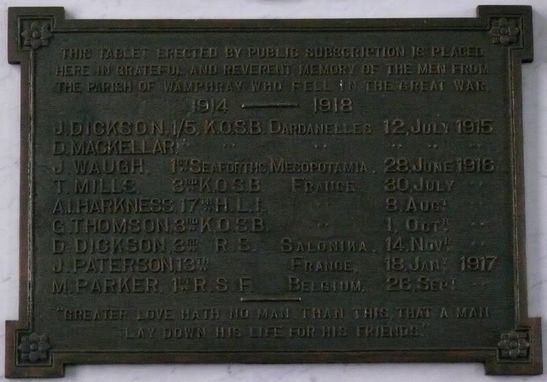 THIS TABLET ERECTED BY PUBLIC SUBSCRIPTION IS PLACED
HERE IN GRATEFUL AND REVERENT MEMORY OF THE MEN FROM
THE PARISH OF WAMPHRAY WHO FELL IN THE GREAT WAR
1914 — 1918
J. DICKSON, 1/5, K.O.S.B. DARDANELLES 12, JULY 1915
D. MACKELLAR " " " " "
J. WAUGH, 1ST SEAFORTHS MESOPOTAMIA, 28, JUNE 1916
T. MILLS, 3RD K.O.S.B. FRANCE, 30, JULY "
A.I. HARKNESS, 17TH H.L.I. " 8, AUGT "
G. THOMSON, 3RD K.O.S.B. " 1, OCTR "
D. DICKSON, 3RD R.S. SALONIKA, 14, NOVR "
J. PATERSON, 13TH " FRANCE, 18, JANY 1917
M. PARKER, 1ST R.S.F. BELGIUM, 26, SEPT "
"GREATER LOVE HATH NO MAN THAN THIS, THAT A MAN
LAY DOWN HIS LIFE FOR HIS FRIENDS."